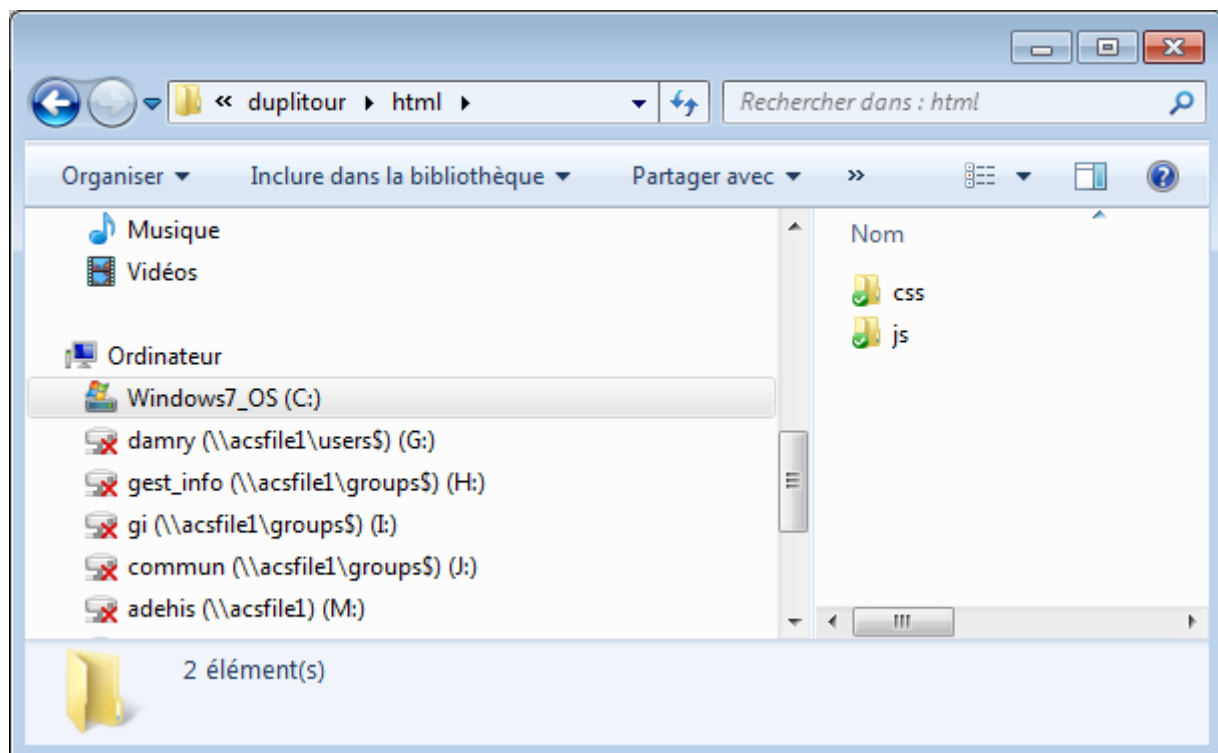 « duplitour html Rechercher dans : html
Organiser Inclure dans la bibliothèque Partager avec »
Musique
Vidéos
Ordinateur
Windows7_OS (C:)
damry (\\acsfile1\users$) (G:)
gest_info (\\acsfile1\groups$) (H:)
gi (\\acsfile1\groups$) (I:)
commun (\\acsfile1\groups$) (J:)
adehis (\\acsfile1) (M:)
Nom
css
js
2 élément(s)